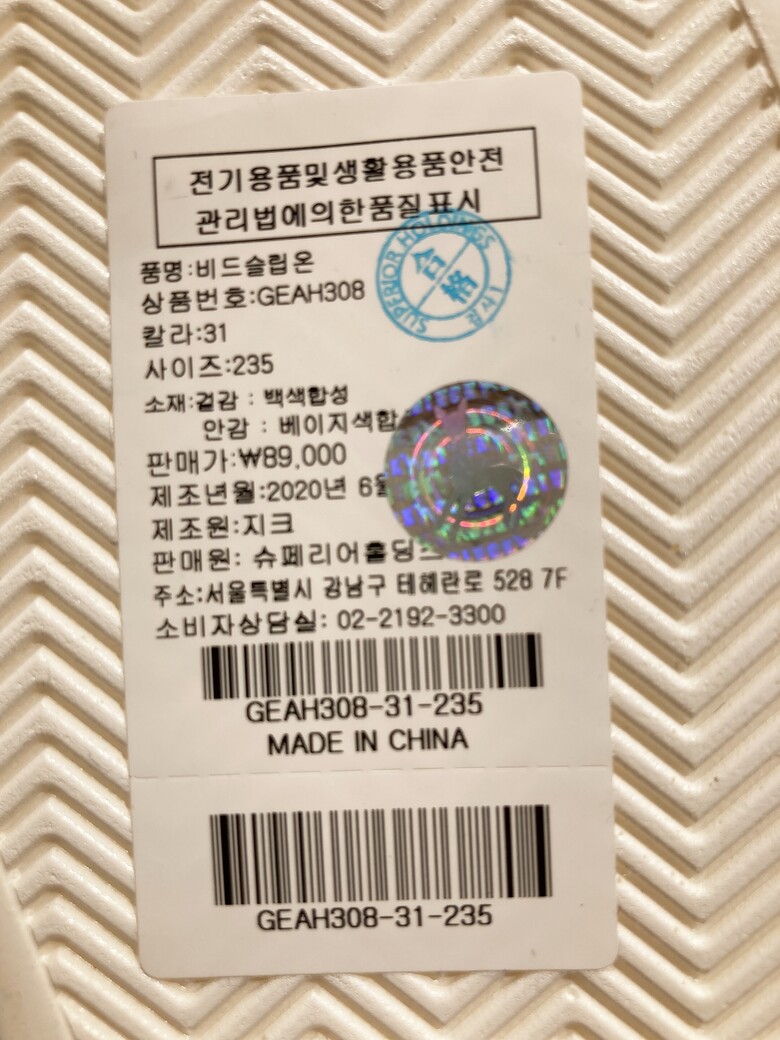 전기용품및생활용품안전
관리법에의한품질표시
품명:비드슬립온
상품번호:GEAH308
SUPERIOR HOLDINGS
合格
칼라:31
사이즈:235
소재:겉감 : 백색합성
안감 : 베이지색합
판매가:₩89,000
제조년월:2020년 6월
제조원:지크
판매원: 슈페리어홀딩스
주소:서울특별시 강남구 테헤란로 528 7F
소비자상담실: 02-2192-3300
GEAH308-31-235
MADE IN CHINA
GEAH308-31-235